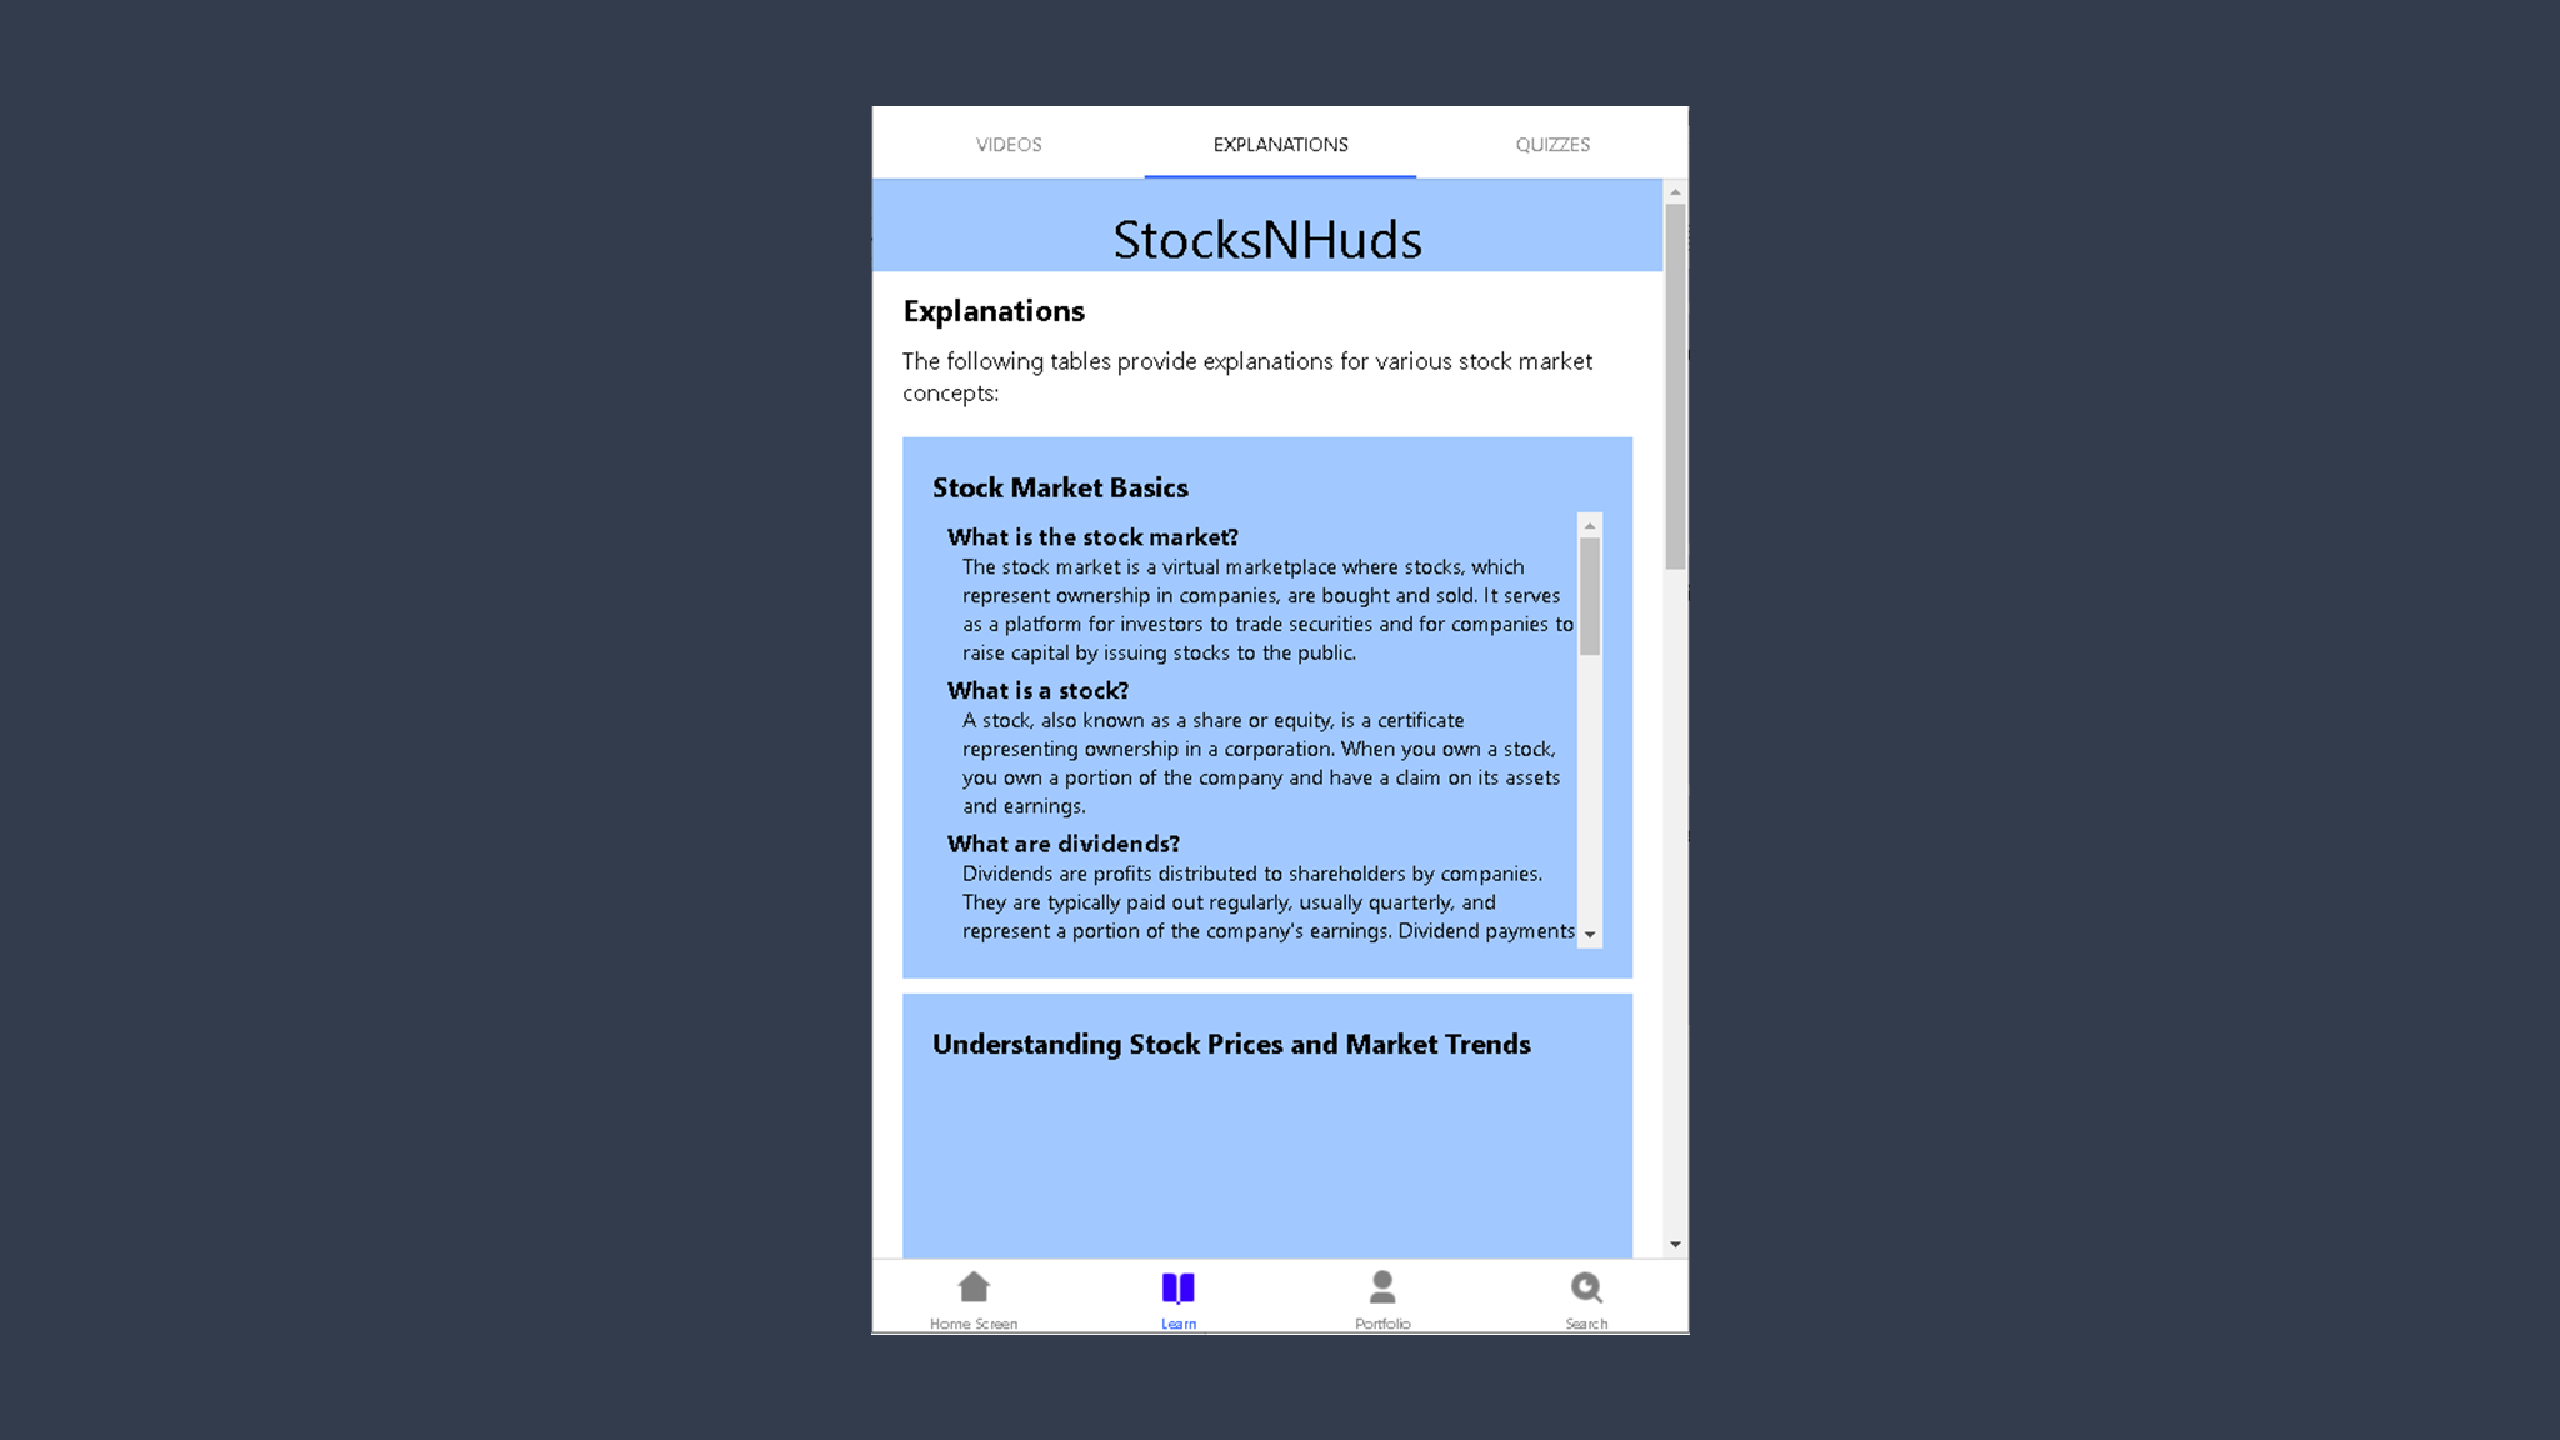 VIDEOS
EXPLANATIONS
QUIZZES
StocksNHuds
Explanations
The following tables provide explanations for various stock market
concepts:
Stock Market Basics
What is the stock market?
The stock market is a virtual marketplace where stocks, which
represent ownership in companies, are bought and sold. It serves
as a platform for investors to trade securities and for companies to
raise capital by issuing stocks to the public.
What is a stock?
A stock, also known as a share or equity, is a certificate
representing ownership in a corporation. When you own a stock,
you own a portion of the company and have a claim on its assets
and earnings.
What are dividends?
Dividends are profits distributed to shareholders by companies.
They are typically paid out regularly, usually quarterly, and
represent a portion of the company's earnings. Dividend payments
Understanding Stock Prices and Market Trends
Home Screen
Learn
Portfolio
Search